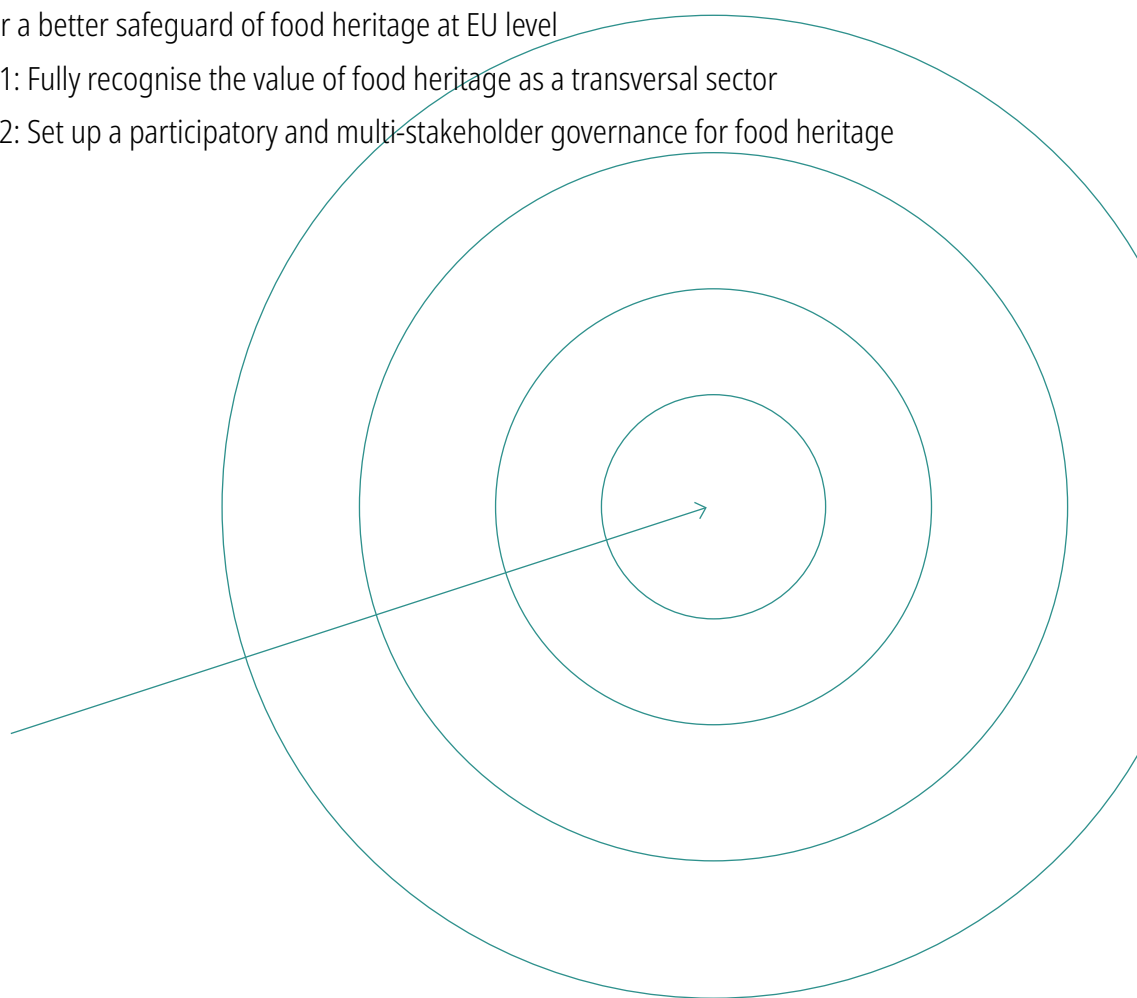 r a better safeguard of food heritage at EU level
1: Fully recognise the value of food heritage as a transversal sector
2: Set up a participatory and multi-stakeholder governance for food heritage